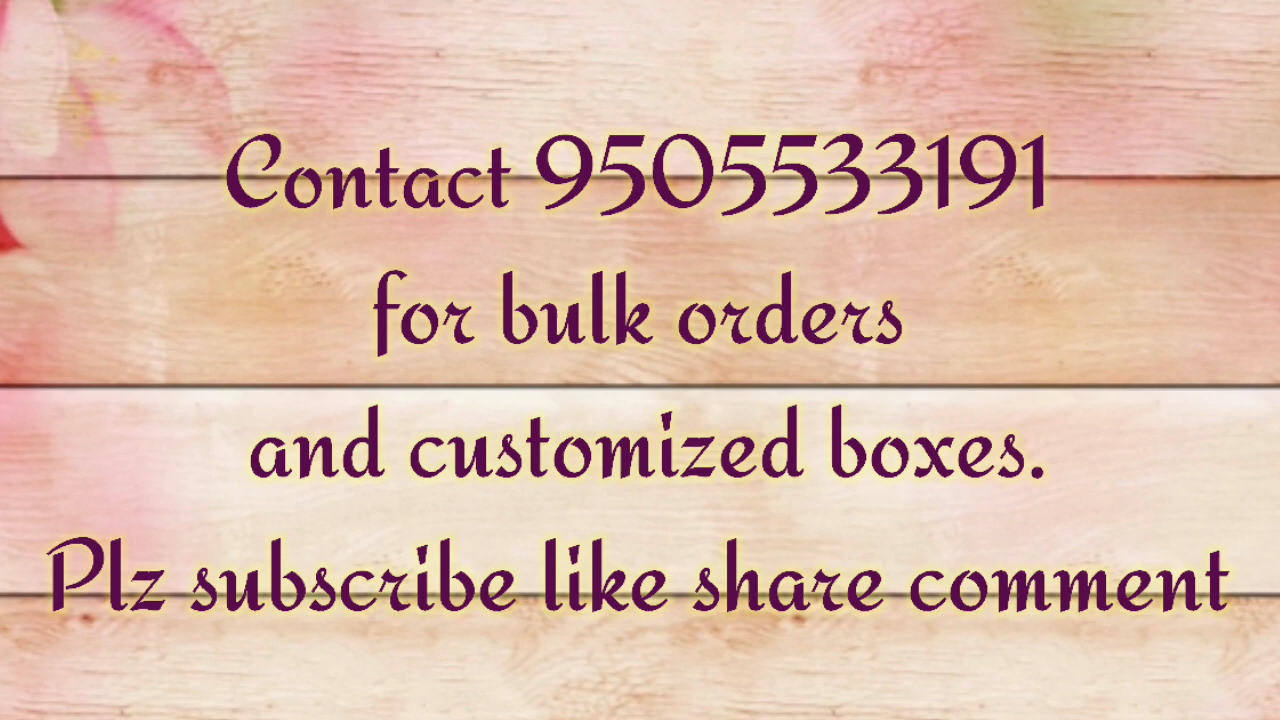 Contact 9505533191
for bulk orders
and customized boxes.
Plz subscribe like share comment